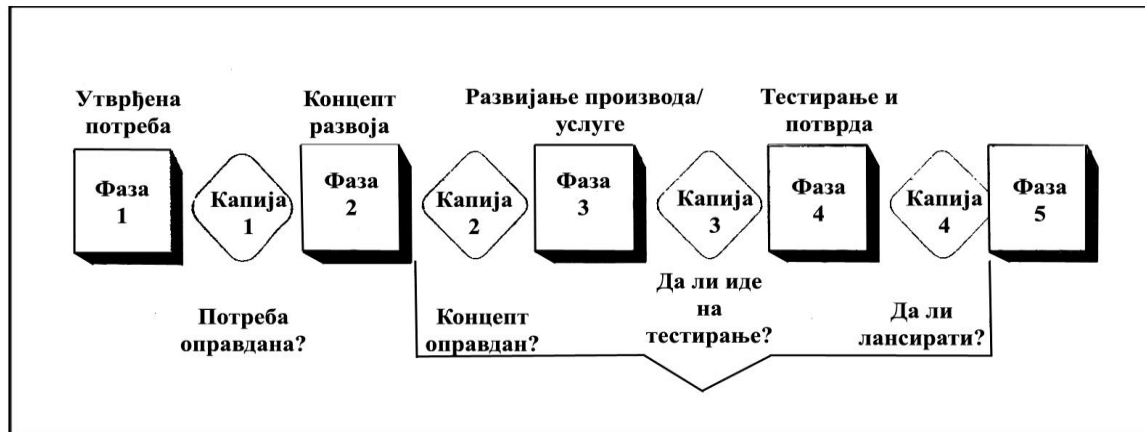 Утврђена
потреба
Концепт
развоја
Развијање производа/
услуге
Тестирање и
потврда
Фаза
1
Капија
1
Фаза
2
Капија
2
Фаза
3
Капија
3
Фаза
4
Капија
4
Фаза
5
Потреба
оправдана?
Концепт
оправдан?
Да ли иде
на
тестирање?
Да ли
лансирати?